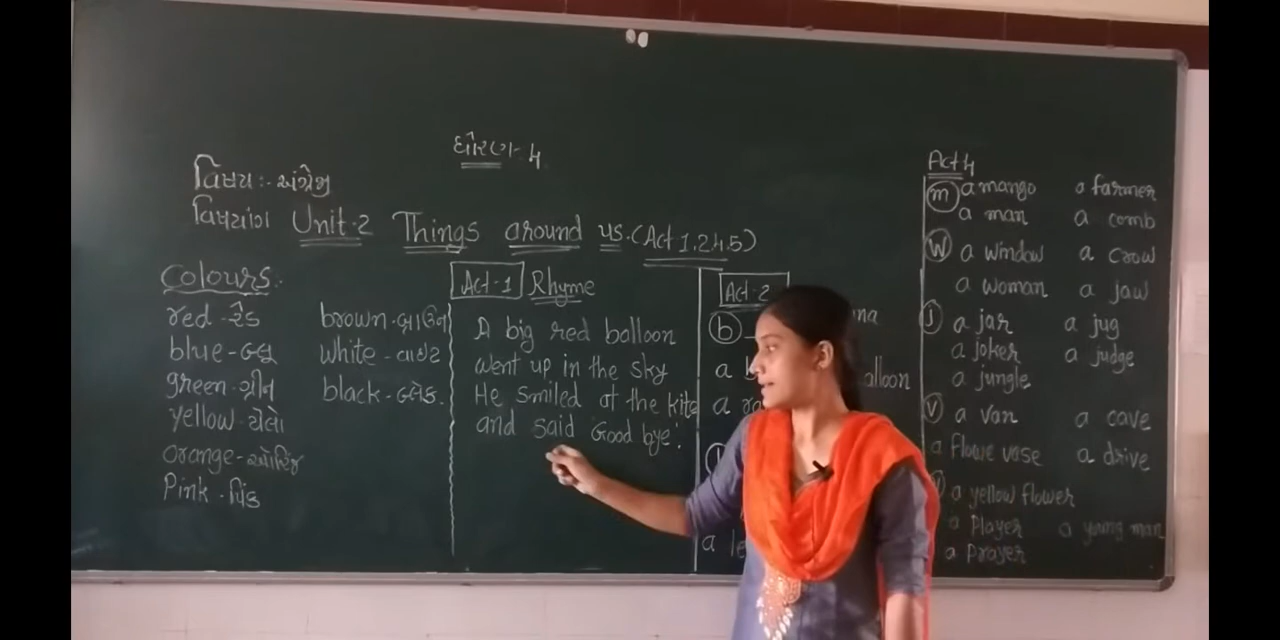 ધોરણ-4
વિષય:- અંગ્રેજી
વિષયાંગ Unit-2 Things around us. (Act 1,2,4,5)
Colours:-
red - રેડ
blue - બ્લુ
green - ગ્રીન
yellow - યેલો
orange - ઓરેંજ
Pink - પિંક
brown - બ્રાઉન
white - વાઇટ
black - બ્લેક.
Act-1 Rhyme
A big red balloon
went up in the sky
He smiled at the kite
and said Good bye!
Act-2
b
a
alloon
a
a
Act 4
m a mango a farmer
a man a comb
W a window a crow
a woman a jaw
J a jar a jug
a joker a judge
a jungle
V a van a cave
a flowe vase a drive
a yellow flower
a Player a young man
a Prayer